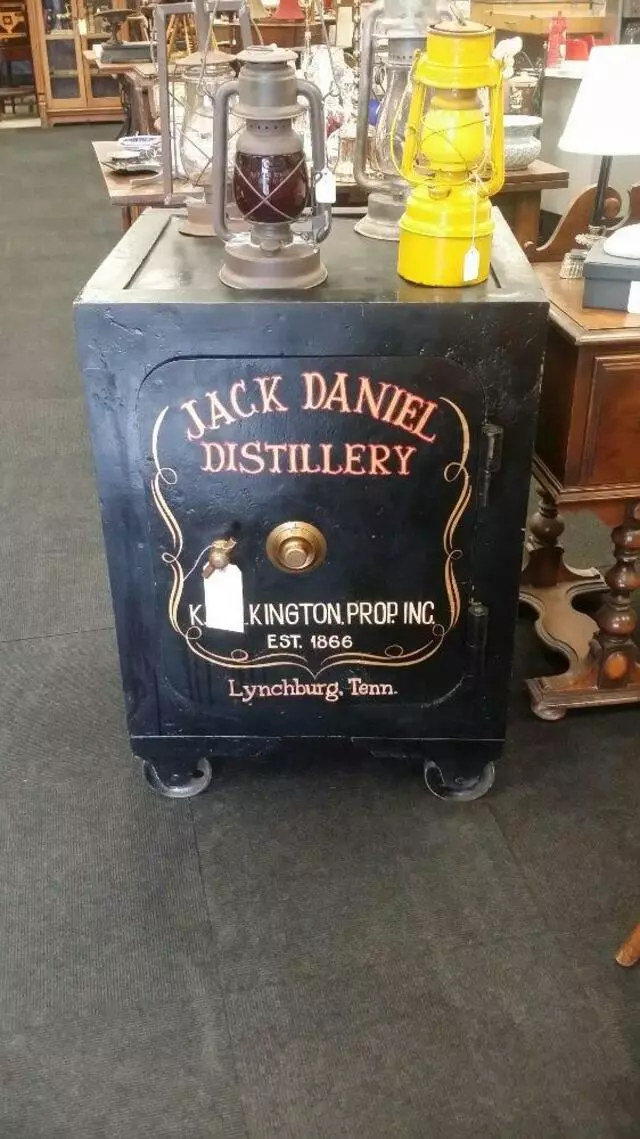 JACK DANIEL
DISTILLERY
PROP. INC.
EST. 1866
Lynchburg, Tenn.